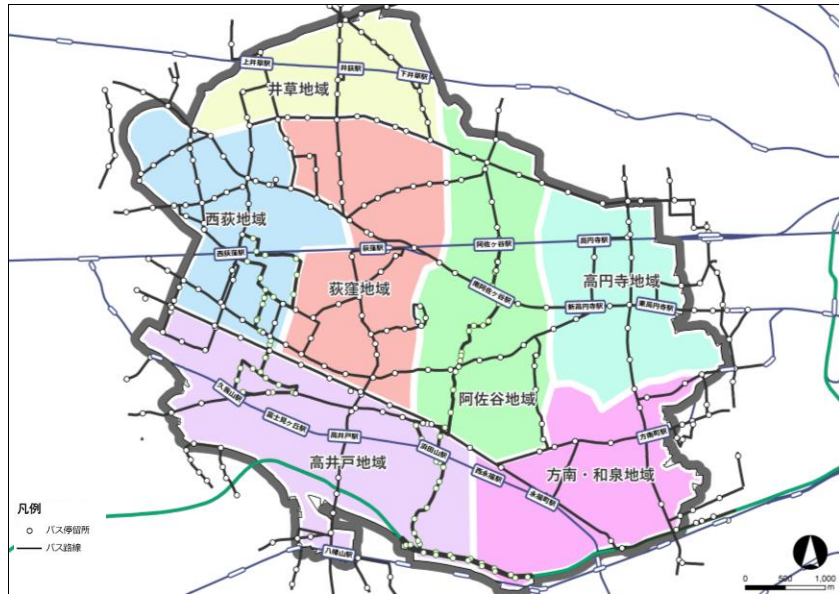 上井草駅
井荻駅
下井草駅
井草地域
西荻地域
西荻窪駅
荻窪駅
荻窪地域
阿佐ヶ谷駅
南阿佐ヶ谷駅
阿佐谷地域
高円寺駅
高円寺地域
新高円寺駅
東高円寺駅
久我山駅
富士見ヶ丘駅
高井戸駅
高井戸地域
浜田山駅
西永福駅
永福町駅
方南町駅
方南・和泉地域
八幡山駅
凡例
バス停留所
バス路線
0 500 1,000
m